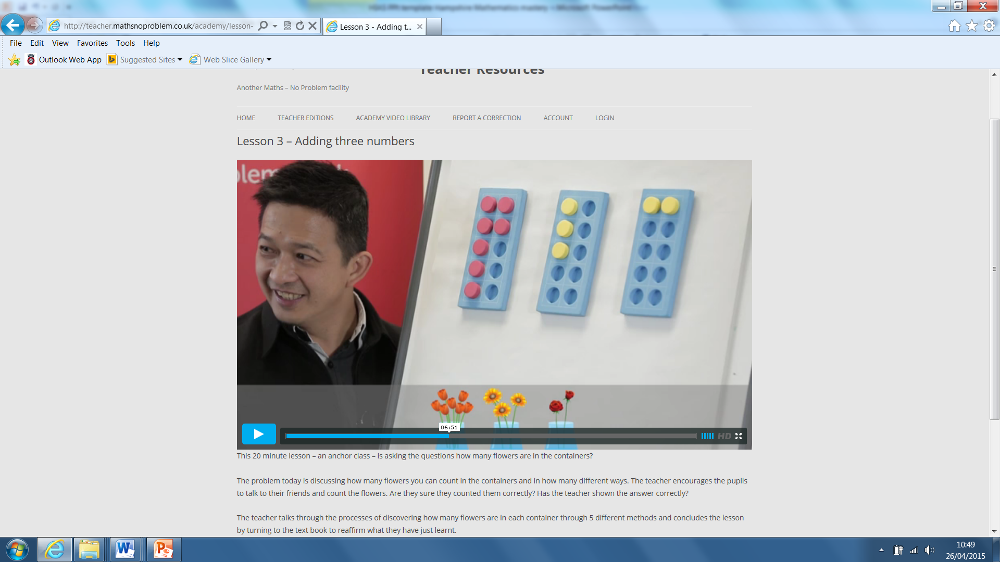 http://teacher.mathsnoproblem.co.uk/academy/lesson-
Lesson 3 - Adding t...
File Edit View Favorites Tools Help
Outlook Web App Suggested Sites Web Slice Gallery
Teacher Resources
Another Maths – No Problem facility
HOME TEACHER EDITIONS ACADEMY VIDEO LIBRARY REPORT A CORRECTION ACCOUNT LOGIN
Lesson 3 – Adding three numbers
06:51
HD
This 20 minute lesson – an anchor class – is asking the questions how many flowers are in the containers?
The problem today is discussing how many flowers you can count in the containers and in how many different ways. The teacher encourages the pupils
to talk to their friends and count the flowers. Are they sure they counted them correctly? Has the teacher shown the answer correctly?
The teacher talks through the processes of discovering how many flowers are in each container through 5 different methods and concludes the lesson
by turning to the text book to reaffirm what they have just learnt.
10:49
26/04/2015